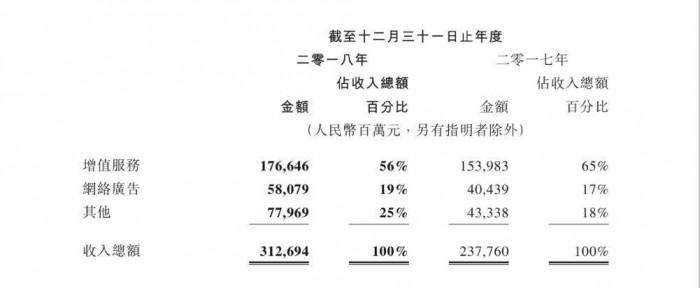 截至十二月三十一日止年度
二零一八年 二零一七年
佔收入總額 佔收入總額
金額 百分比 金額 百分比
(人民幣百萬元，另有指明者除外)
增值服務 176,646 56% 153,983 65%
網絡廣告 58,079 19% 40,439 17%
其他 77,969 25% 43,338 18%
收入總額 312,694 100% 237,760 100%